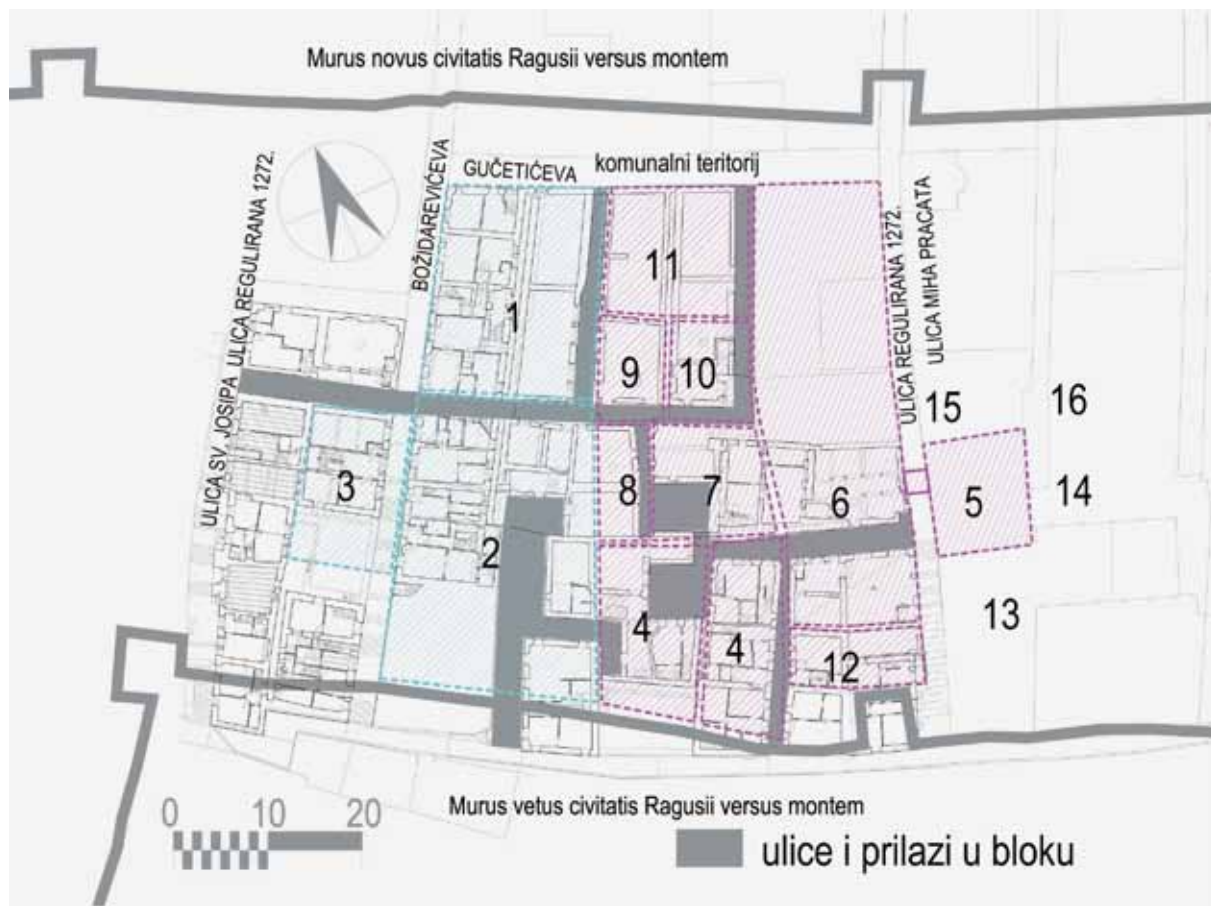 Murus novus civitatis Ragusii versus montem
ULICA SV. JOSIPA ULICA REGULIRANA 1272.
BOŽIDAREVIĆEVA
GUČETIĆEVA
komunalni teritorij
ULICA REGULIRANA 1272.
ULICA MIHA PRACATA
1
11
9
10
15
16
3
2
8
7
6
5
14
4
4
12
13
0 10 20
Murus vetus civitatis Ragusii versus montem
ulice i prilazi u bloku